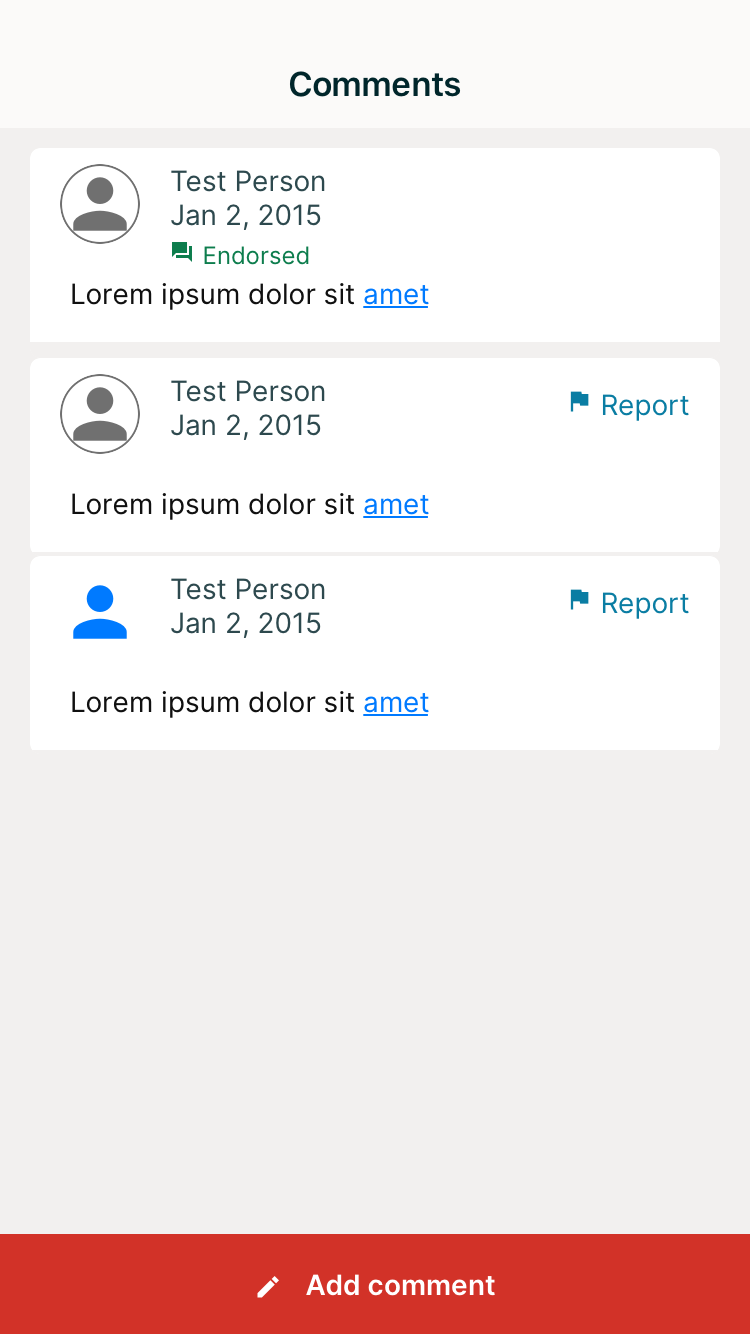 Comments
Test Person
Jan 2, 2015
Endorsed
Lorem ipsum dolor sit amet
Test Person
Jan 2, 2015
Report
Lorem ipsum dolor sit amet
Test Person
Jan 2, 2015
Report
Lorem ipsum dolor sit amet
Add comment